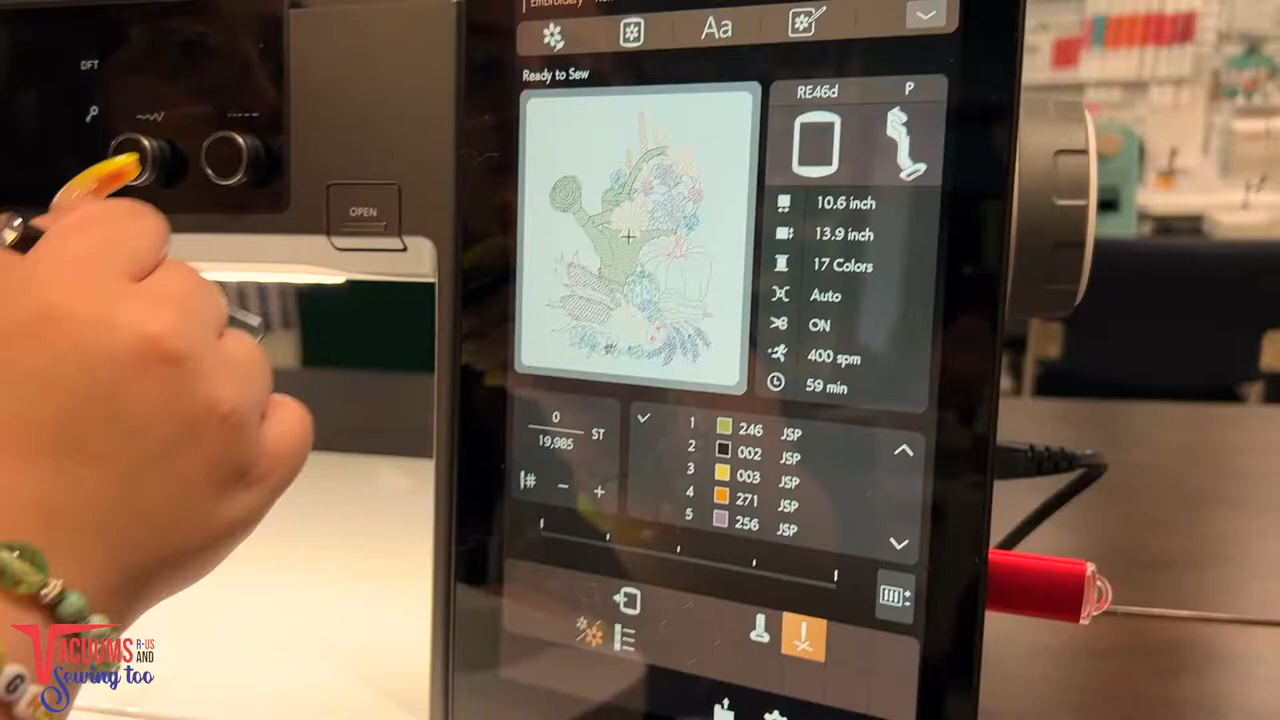 Embroidery
DFT
Aa
Ready to Sew
RE46d P
OPEN
10.6 inch
13.9 inch
17 Colors
Auto
ON
400 spm
59 min
0
19,985 ST
# - +
1 246 JSP
2 002 JSP
3 003 JSP
4 271 JSP
5 256 JSP
VACUUMS R-US
AND
Sewing too